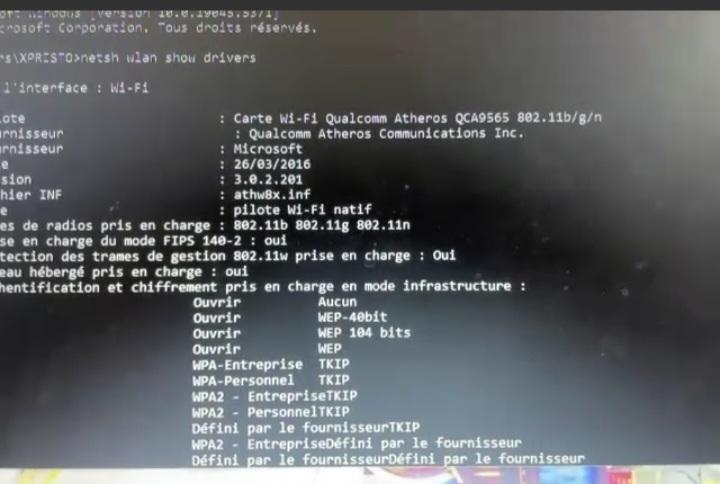 oft Windows [version 10.0.19045.5371]
crosoft Corporation. Tous droits réservés.
rs\XPRISTO>netsh wlan show drivers
l'interface : Wi-Fi
ote : Carte Wi-Fi Qualcomm Atheros QCA9565 802.11b/g/n
urnisseur : Qualcomm Atheros Communications Inc.
urnisseur : Microsoft
e : 26/03/2016
sion : 3.0.2.201
hier INF : athw8x.inf
e : pilote Wi-Fi natif
es de radios pris en charge : 802.11b 802.11g 802.11n
se en charge du mode FIPS 140-2 : oui
tection des trames de gestion 802.11w prise en charge : Oui
eau hébergé pris en charge : oui
hentification et chiffrement pris en charge en mode infrastructure :
Ouvrir Aucun
Ouvrir WEP-40bit
Ouvrir WEP 104 bits
Ouvrir WEP
WPA-Entreprise TKIP
WPA-Personnel TKIP
WPA2 - EntrepriseTKIP
WPA2 - PersonnelTKIP
Défini par le fournisseurTKIP
WPA2 - EntrepriseDéfini par le fournisseur
Défini par le fournisseurDéfini par le fournisseur